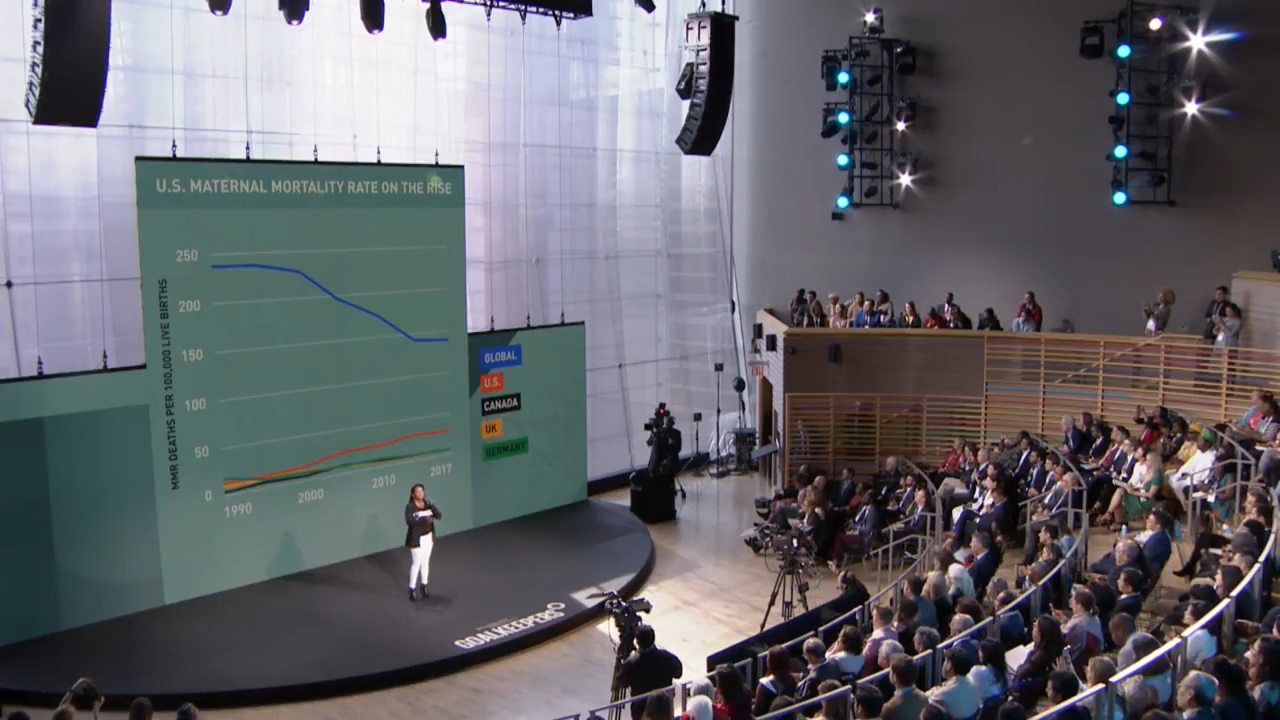 U.S. MATERNAL MORTALITY RATE ON THE RISE
MMR DEATHS PER 100,000 LIVE BIRTHS
250
200
150
100
50
0
1990
2000
2010
2017
GLOBAL
U.S.
CANADA
UK
GERMANY
GOALKEEPERS
EXIT